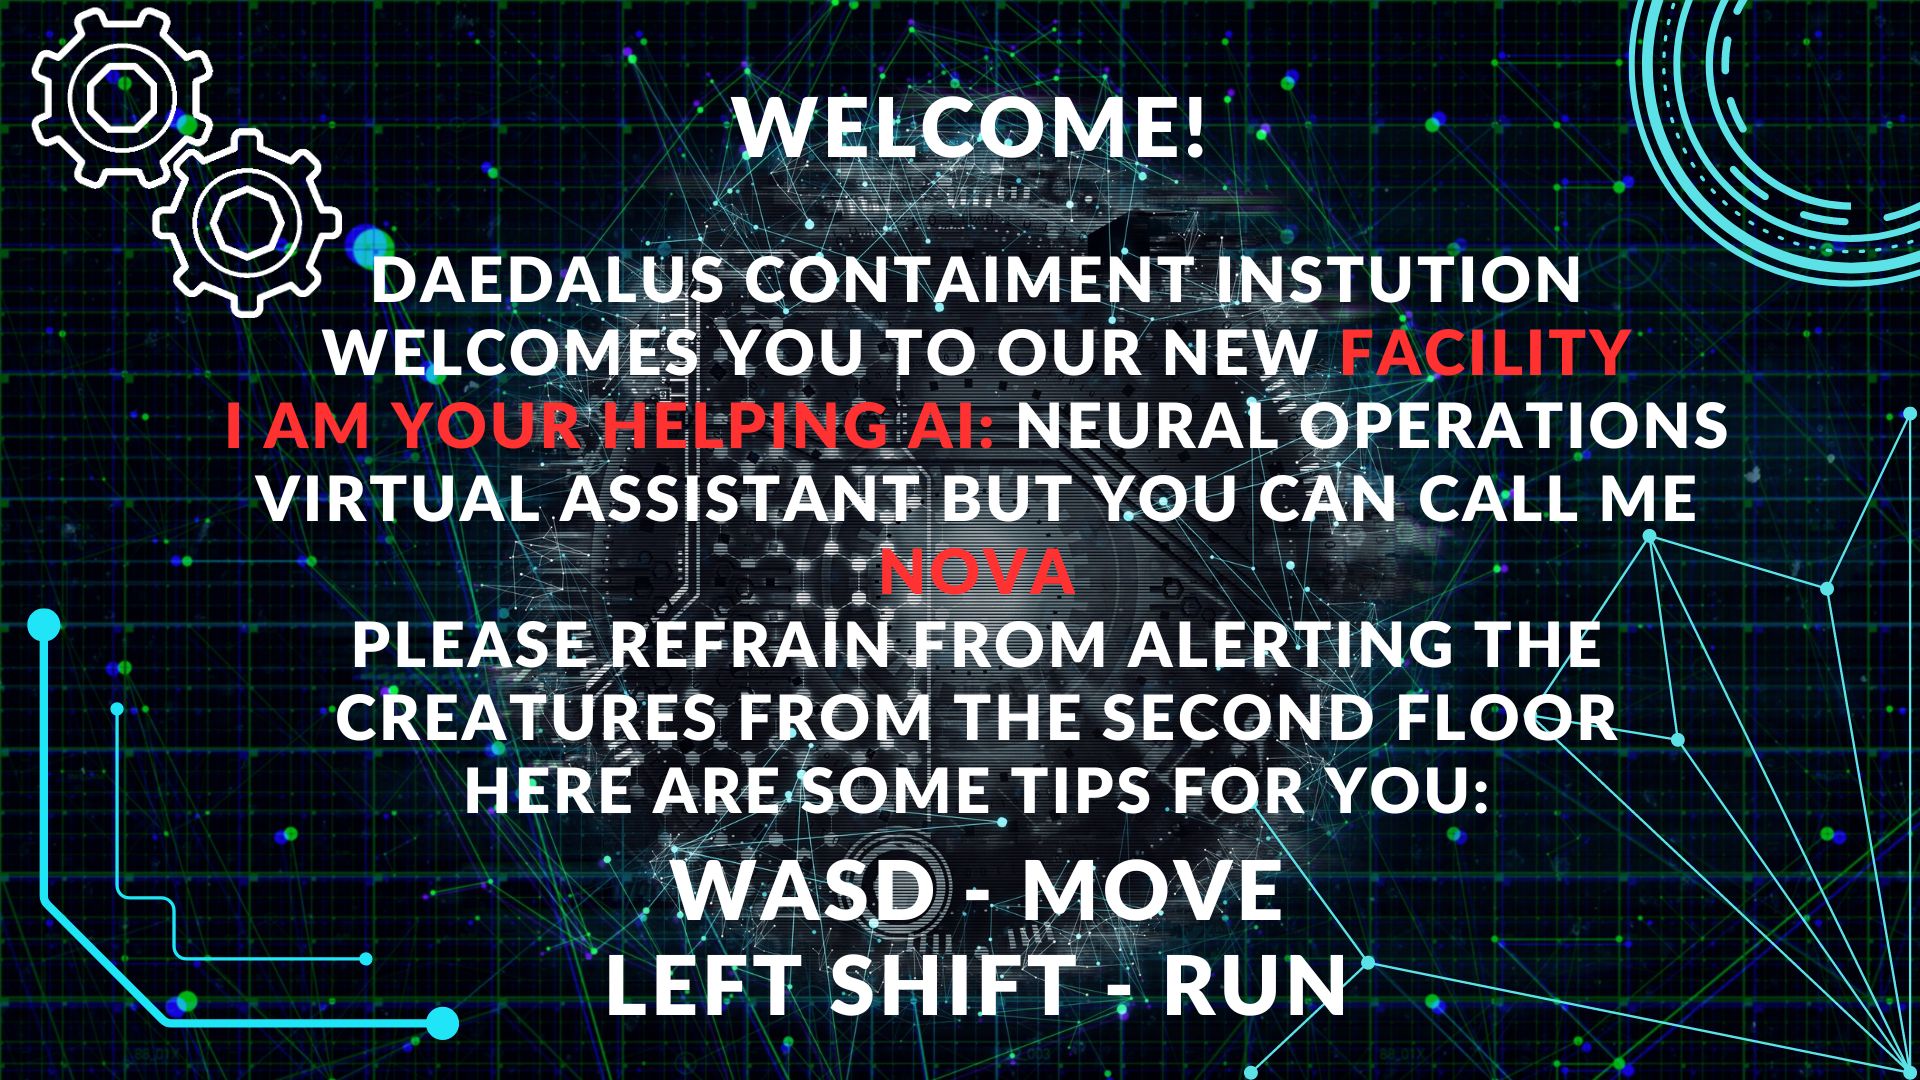 WELCOME!
DAEDALUS CONTAIMENT INSTUTION
WELCOMES YOU TO OUR NEW FACILITY
I AM YOUR HELPING AI: NEURAL OPERATIONS
VIRTUAL ASSISTANT BUT YOU CAN CALL ME
NOVA
PLEASE REFRAIN FROM ALERTING THE
CREATURES FROM THE SECOND FLOOR
HERE ARE SOME TIPS FOR YOU:
WASD - MOVE
LEFT SHIFT - RUN